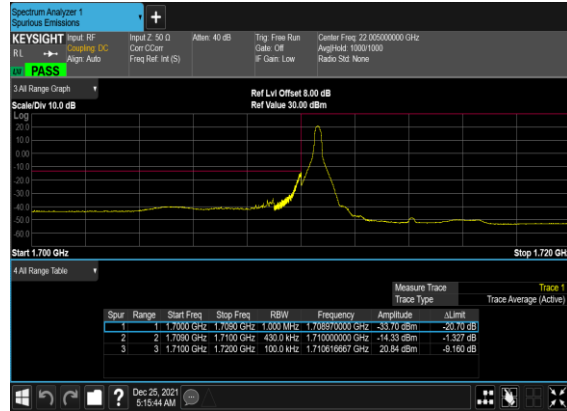 Spectrum Analyzer 1
Spurious Emissions
KEYSIGHT Input: RF Input Z: 50 Ω Atten: 40 dB Trig: Free Run Center Freq: 22.005000000 GHz
RL Coupling: DC Corr CCorr Gate: Off Avg|Hold: 1000/1000
Align: Auto Freq Ref: Int (S) IF Gain: Low Radio Std: None
PASS
3 All Range Graph
Ref Lvl Offset 8.00 dB
Scale/Div 10.0 dB Ref Value 30.00 dBm
Log
20.0
10.0
0.00
-10.0
-20.0
-30.0
-40.0
-50.0
-60.0
Start 1.700 GHz Stop 1.720 GH
4 All Range Table
Measure Trace Trace 1
Trace Type Trace Average (Active)
Spur Range Start Freq Stop Freq RBW Frequency Amplitude ΔLimit
1 1 1.7000 GHz 1.7090 GHz 1.000 MHz 1.708970000 GHz -33.70 dBm -20.70 dB
2 2 1.7090 GHz 1.7100 GHz 430.0 kHz 1.710000000 GHz -14.33 dBm -1.327 dB
3 3 1.7100 GHz 1.7200 GHz 100.0 kHz 1.710616667 GHz 20.84 dBm -9.160 dB
? Dec 25, 2021
5:15:44 AM